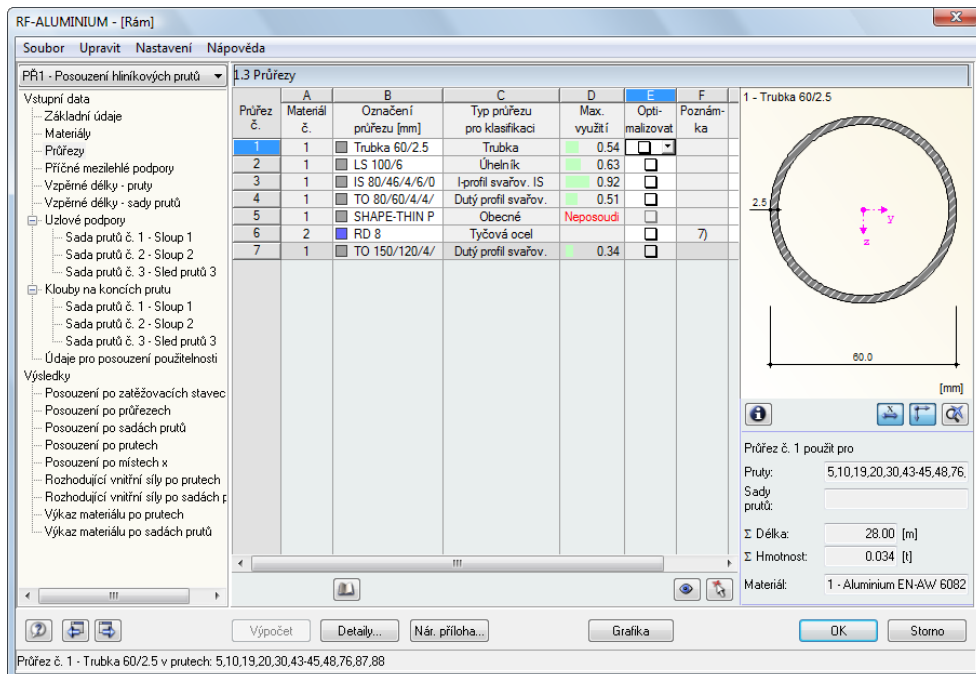 RF-ALUMINIUM - [Rám]
Soubor Upravit Nastavení Nápověda
PŘ1 - Posouzení hliníkových prutů
Vstupní data
Základní údaje
Materiály
Průřezy
Příčné mezilehlé podpory
Vzpěrné délky - pruty
Vzpěrné délky - sady prutů
Uzlové podpory
Sada prutů č. 1 - Sloup 1
Sada prutů č. 2 - Sloup 2
Sada prutů č. 3 - Sled prutů 3
Klouby na koncích prutu
Sada prutů č. 1 - Sloup 1
Sada prutů č. 2 - Sloup 2
Sada prutů č. 3 - Sled prutů 3
Údaje pro posouzení použitelnosti
Výsledky
Posouzení po zatěžovacích stavec
Posouzení po průřezech
Posouzení po sadách prutů
Posouzení po prutech
Posouzení po místech x
Rozhodující vnitřní síly po prutech
Rozhodující vnitřní síly po sadách p
Výkaz materiálu po prutech
Výkaz materiálu po sadách prutů
1.3 Průřezy
A B C D E F
Průřez Materiál Označení Typ průřezu Max. Opti- Poznám-
č. č. průřezu [mm] pro klasifikaci využití malizovat ka
1 1 Trubka 60/2.5 Trubka 0.54
2 1 LS 100/6 Úhelník 0.63
3 1 IS 80/46/4/6/0 I-profil svařov. IS 0.92
4 1 TO 80/60/4/4/ Dutý profil svařov. 0.51
5 1 SHAPE-THIN P Obecné Neposoudi
6 2 RD 8 Tyčová ocel 7)
7 1 TO 150/120/4/ Dutý profil svařov. 0.34
1 - Trubka 60/2.5
2.5
y
z
60.0
[mm]
Průřez č. 1 použit pro
Pruty: 5,10,19,20,30,43-45,48,76,
Sady
prutů:
Σ Délka: 28.00 [m]
Σ Hmotnost: 0.034 [t]
Materiál: 1 - Aluminium EN-AW 6082
Výpočet Detaily... Nár. příloha... Grafika OK Storno
Průřez č. 1 - Trubka 60/2.5 v prutech: 5,10,19,20,30,43-45,48,76,87,88